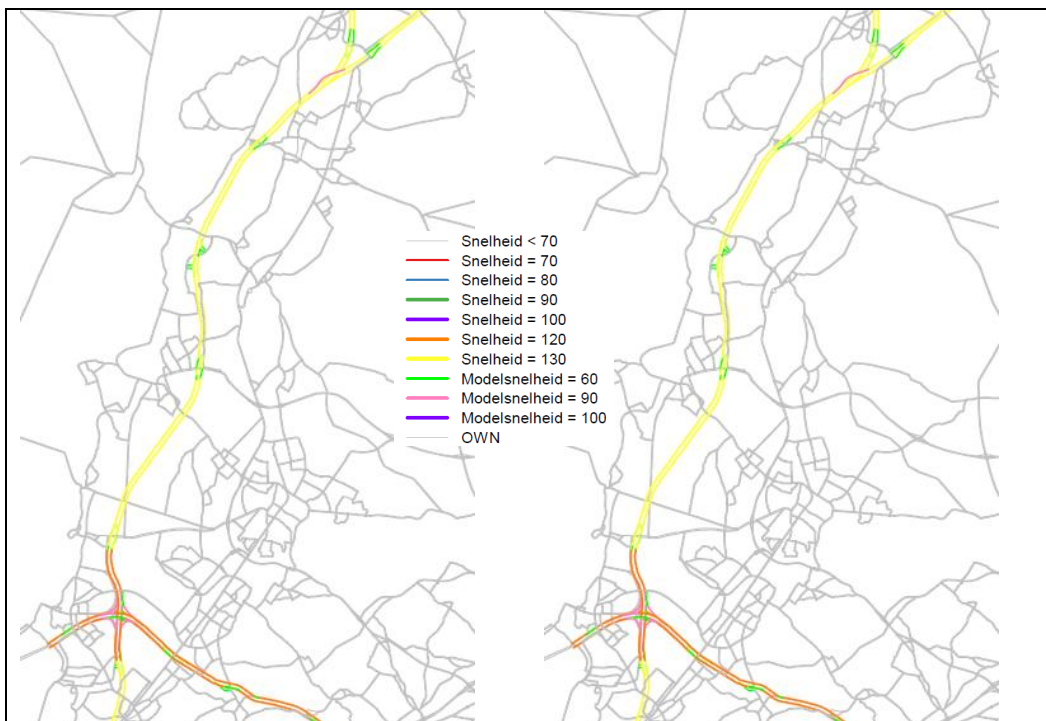 Snelheid < 70
Snelheid = 70
Snelheid = 80
Snelheid = 90
Snelheid = 100
Snelheid = 120
Snelheid = 130
Modelsnelheid = 60
Modelsnelheid = 90
Modelsnelheid = 100
OWN